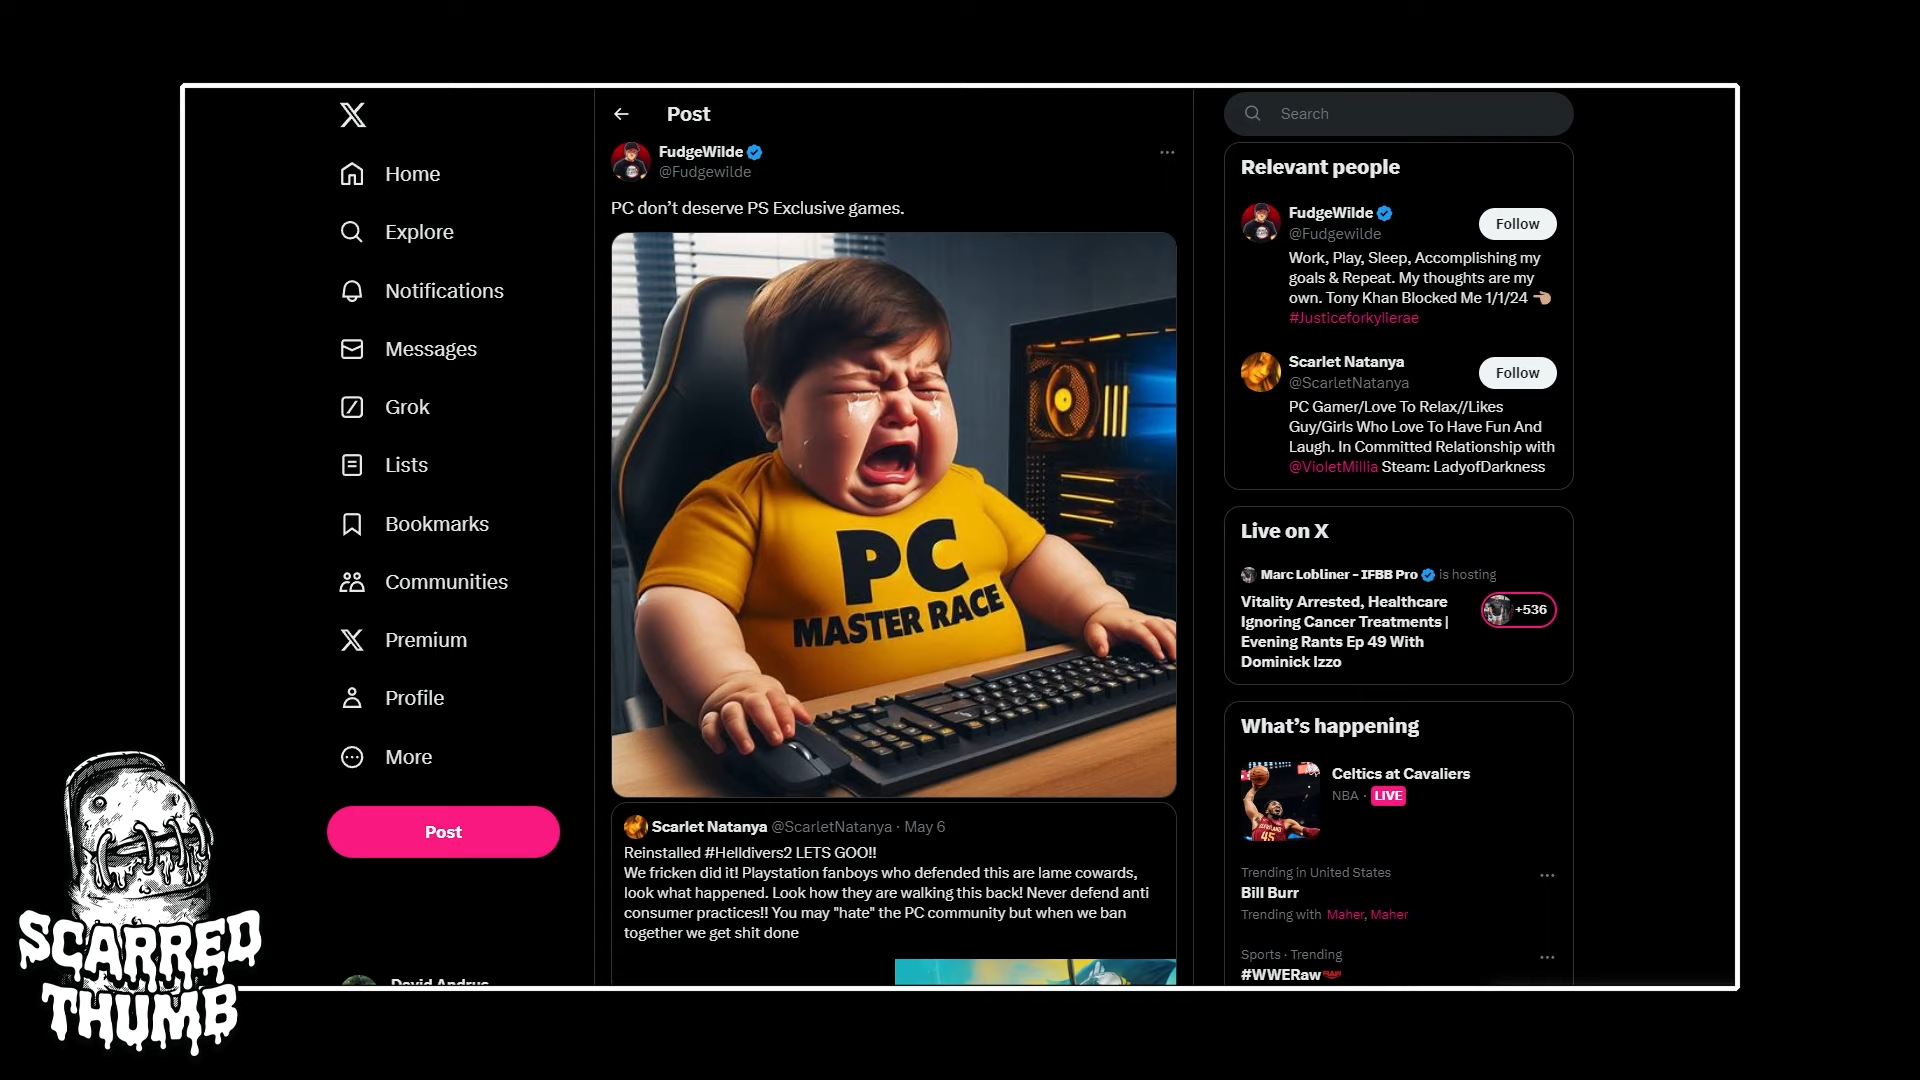 Home
Explore
Notifications
Messages
Grok
Lists
Bookmarks
Communities
Premium
Profile
More
Post
David Andrus
SCARRED
THUMB
Post
FudgeWilde
@Fudgewilde
PC don’t deserve PS Exclusive games.
PC
MASTER RACE
Scarlet Natanya @ScarletNatanya · May 6
Reinstalled #Helldivers2 LETS GOO!!
We fricken did it! Playstation fanboys who defended this are lame cowards,
look what happened. Look how they are walking this back! Never defend anti
consumer practices!! You may "hate" the PC community but when we ban
together we get shit done
Search
Relevant people
FudgeWilde
@Fudgewilde
Follow
Work, Play, Sleep, Accomplishing my
goals & Repeat. My thoughts are my
own. Tony Khan Blocked Me 1/1/24
#Justiceforkylierae
Scarlet Natanya
@ScarletNatanya
Follow
PC Gamer/Love To Relax//Likes
Guy/Girls Who Love To Have Fun And
Laugh. In Committed Relationship with
@VioletMillia Steam: LadyofDarkness
Live on X
Marc Lobliner - IFBB Pro is hosting
Vitality Arrested, Healthcare
Ignoring Cancer Treatments |
Evening Rants Ep 49 With
Dominick Izzo
+536
What’s happening
Celtics at Cavaliers
NBA · LIVE
Trending in United States
Bill Burr
Trending with Maher, Maher
Sports · Trending
#WWERaw